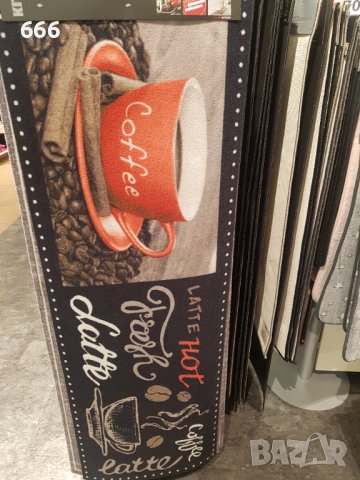 666
Coffee
LATTE HOT
Fresh
Latte
Coffee
latte
BAZAR